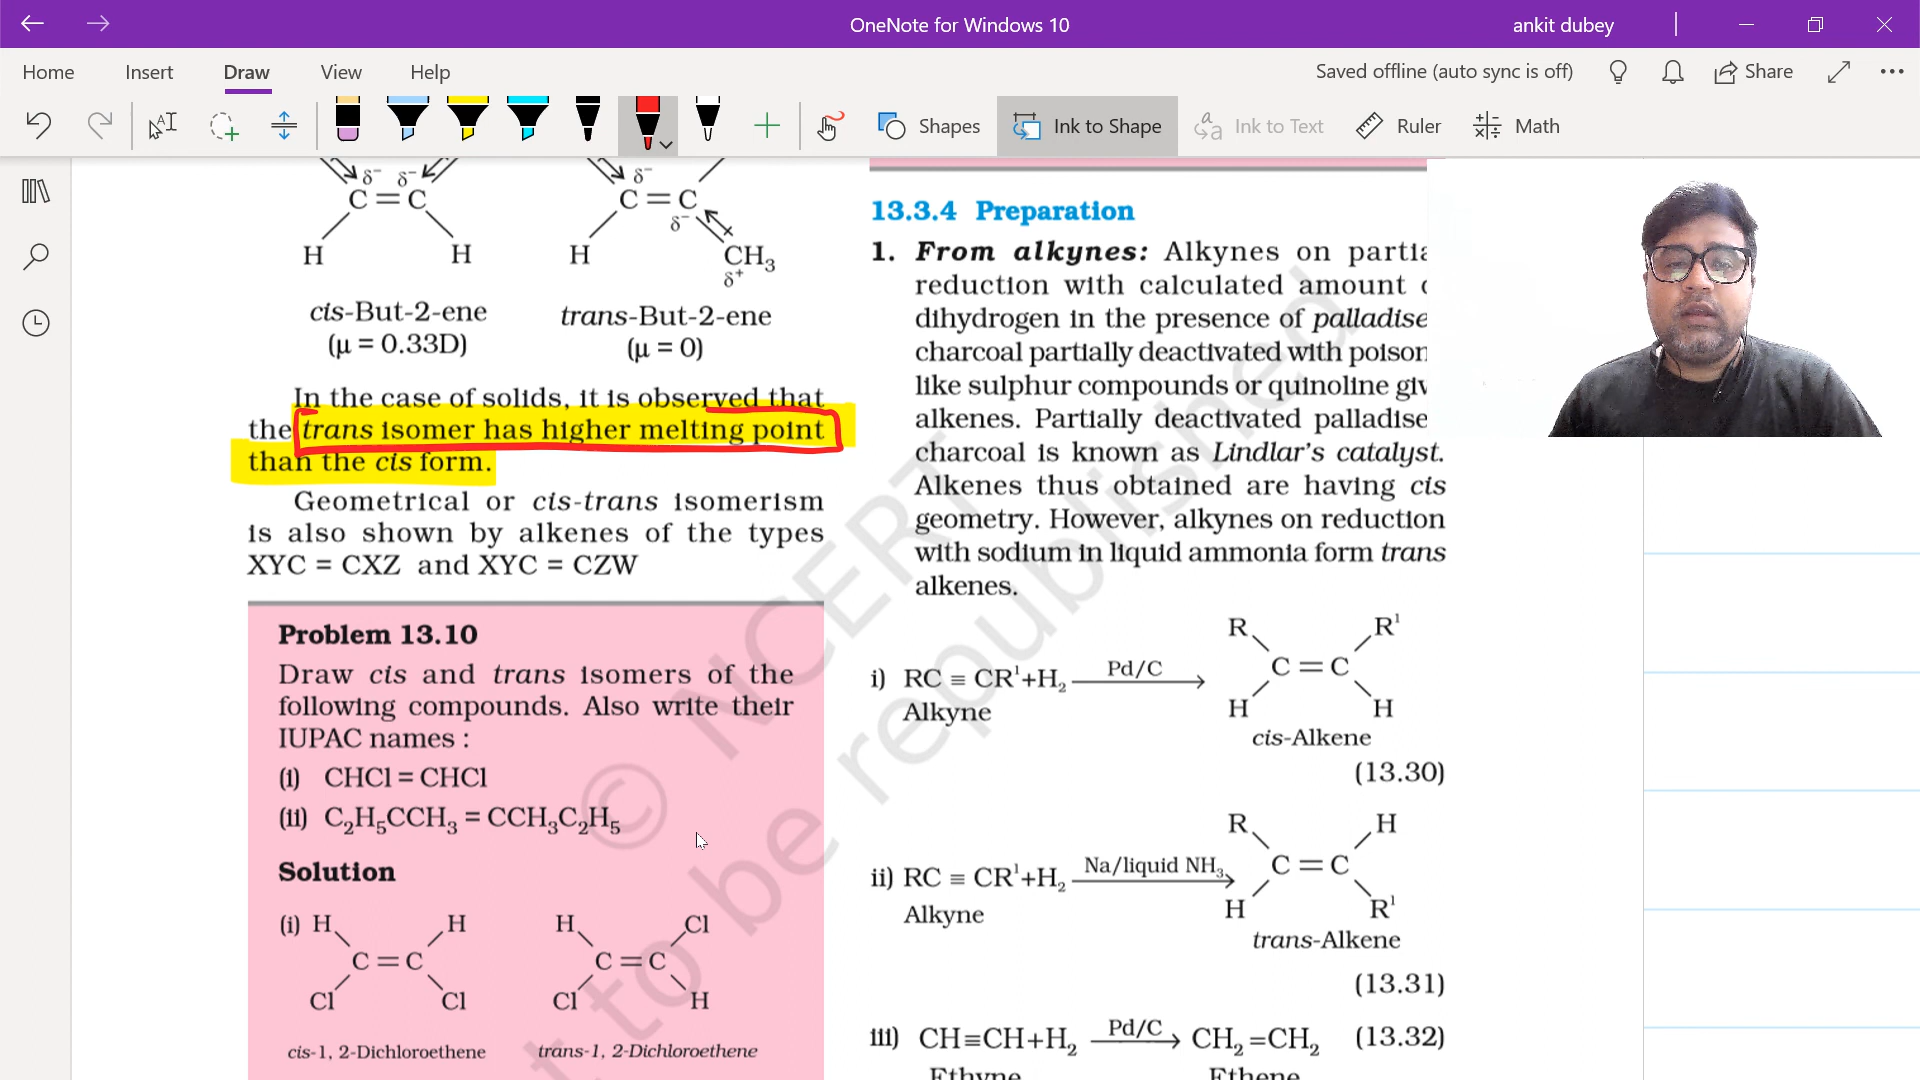 OneNote for Windows 10
ankit dubey
Home
Insert
Draw
View
Help
Saved offline (auto sync is off)
Share
Shapes
Ink to Shape
Ink to Text
Ruler
Math
δ⁻ δ⁻
C = C
H H
cis-But-2-ene
(μ = 0.33D)
δ⁻
C = C
δ⁻
H CH₃
δ⁺
trans-But-2-ene
(μ = 0)
In the case of solids, it is observed that
the trans isomer has higher melting point
than the cis form.
Geometrical or cis-trans isomerism
is also shown by alkenes of the types
XYC = CXZ and XYC = CZW
Problem 13.10
Draw cis and trans isomers of the
following compounds. Also write their
IUPAC names :
(i) CHCl = CHCl
(ii) C₂H₅CCH₃ = CCH₃C₂H₅
Solution
(i) H H
C = C
Cl Cl
cis-1, 2-Dichloroethene
H Cl
C = C
Cl H
trans-1, 2-Dichloroethene
13.3.4 Preparation
1. From alkynes: Alkynes on partia
reduction with calculated amount
dihydrogen in the presence of palladise
charcoal partially deactivated with poison
like sulphur compounds or quinoline giv
alkenes. Partially deactivated palladise
charcoal is known as Lindlar's catalyst.
Alkenes thus obtained are having cis
geometry. However, alkynes on reduction
with sodium in liquid ammonia form trans
alkenes.
i) RC ≡ CR¹+H₂ Pd/C →
Alkyne
R R¹
C = C
H H
cis-Alkene
(13.30)
ii) RC ≡ CR¹+H₂ Na/liquid NH₃ →
Alkyne
R H
C = C
H R¹
trans-Alkene
(13.31)
iii) CH≡CH+H₂ Pd/C → CH₂=CH₂ (13.32)
Ethyne Ethene
© NCERT
not to be republished